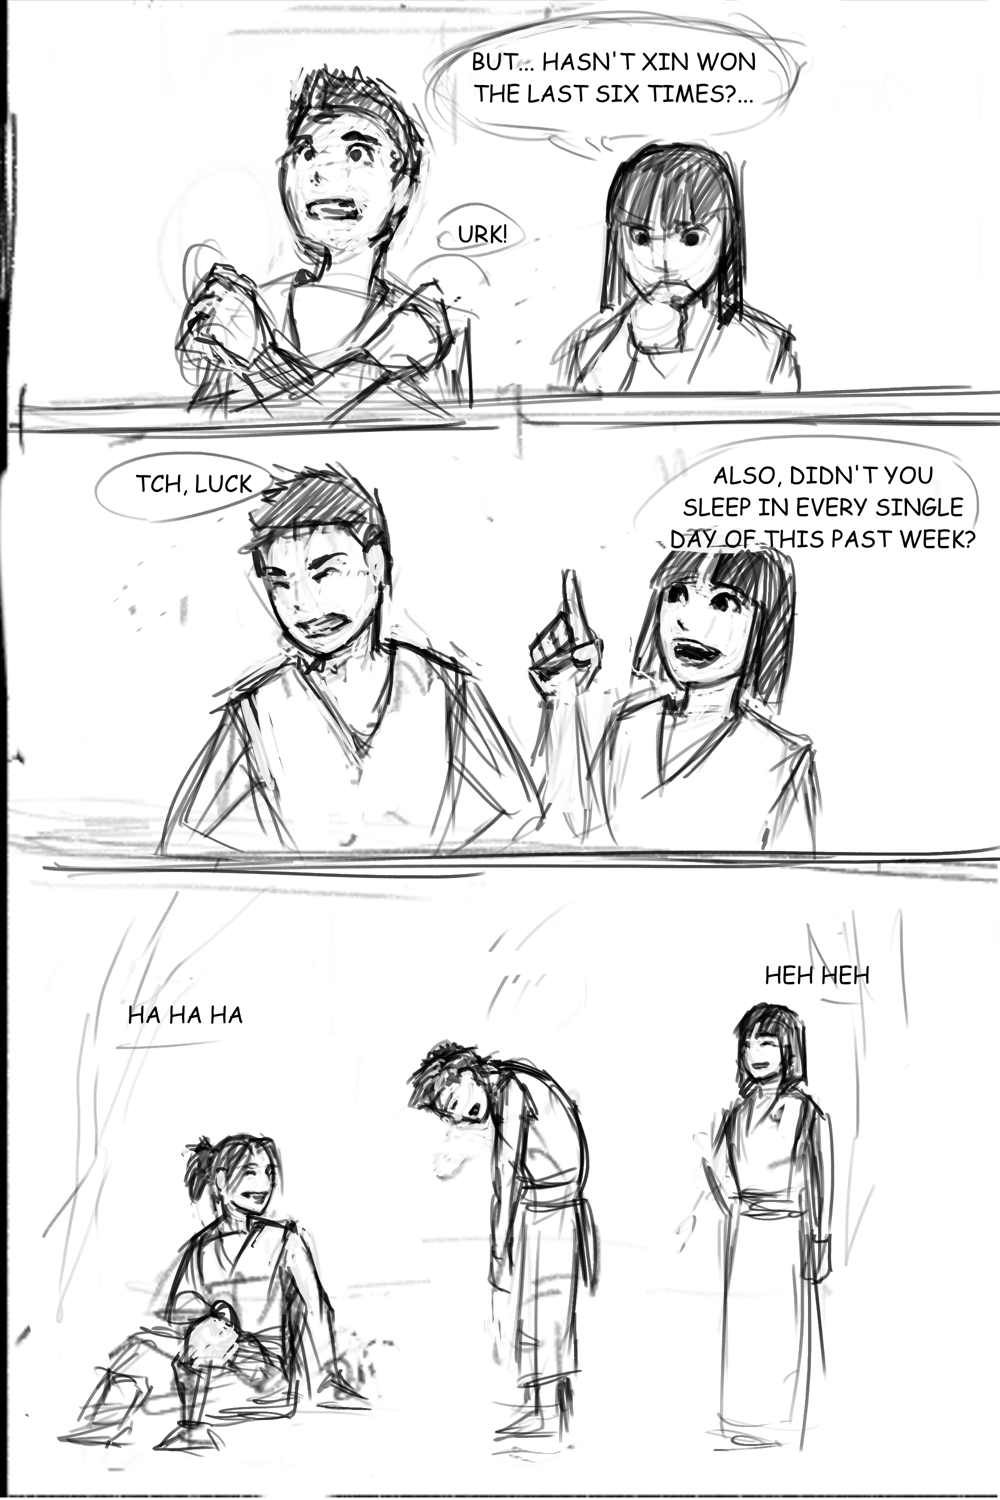 BUT... HASN'T XIN WON
THE LAST SIX TIMES?...
URK!
TCH, LUCK
ALSO, DIDN'T YOU
SLEEP IN EVERY SINGLE
DAY OF THIS PAST WEEK?
HA HA HA
HEH HEH